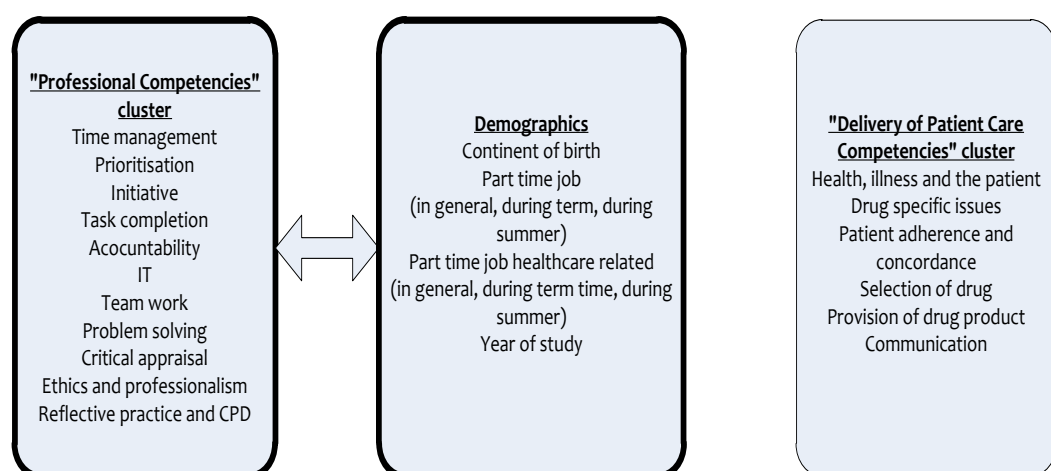 "Professional Competencies"
cluster
Time management
Prioritisation
Initiative
Task completion
Acocuntability
IT
Team work
Problem solving
Critical appraisal
Ethics and professionalism
Reflective practice and CPD
Demographics
Continent of birth
Part time job
(in general, during term, during
summer)
Part time job healthcare related
(in general, during term time, during
summer)
Year of study
"Delivery of Patient Care
Competencies" cluster
Health, illness and the patient
Drug specific issues
Patient adherence and
concordance
Selection of drug
Provision of drug product
Communication